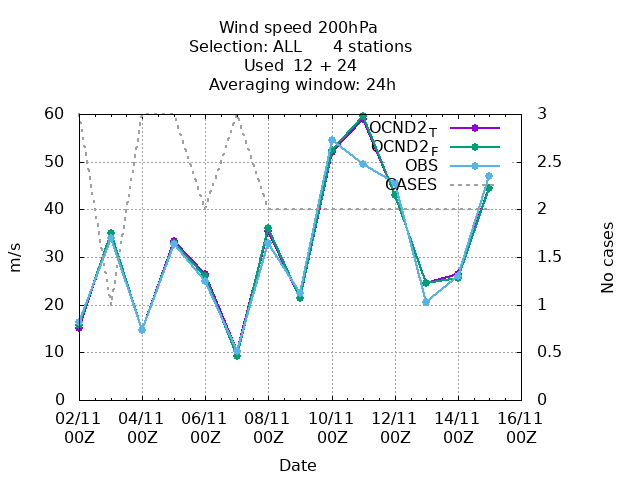 Wind speed 200hPa
Selection: ALL 4 stations
Used 12 + 24
Averaging window: 24h
60 3
OCND2T
OCND2F
50 2.5
OBS
CASES
40 2
30 1.5
20 1
10 0.5
0 0
m/s
No cases
02/11 04/11 06/11 08/11 10/11 12/11 14/11 16/11
00Z 00Z 00Z 00Z 00Z 00Z 00Z 00Z
Date